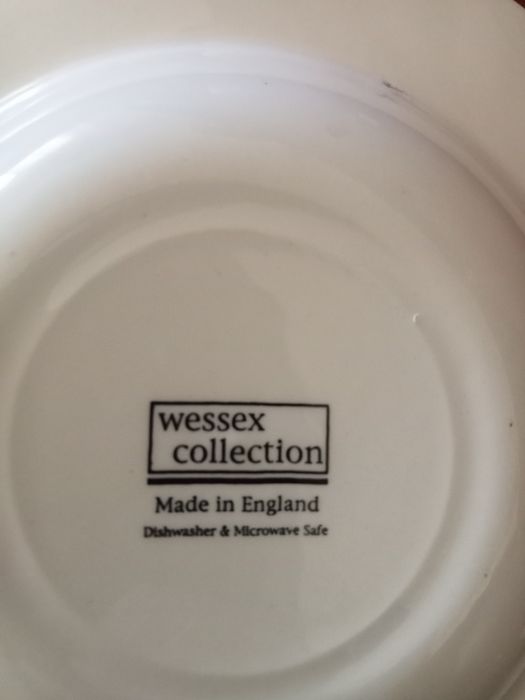 wessex
collection
Made in England
Dishwasher & Microwave Safe